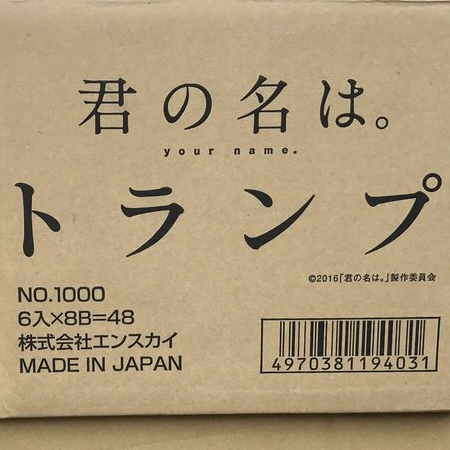 君の名は。
your name.
トランプ
©2016「君の名は。」製作委員会
NO.1000
6入×8B=48
株式会社エンスカイ
MADE IN JAPAN
4970381194031